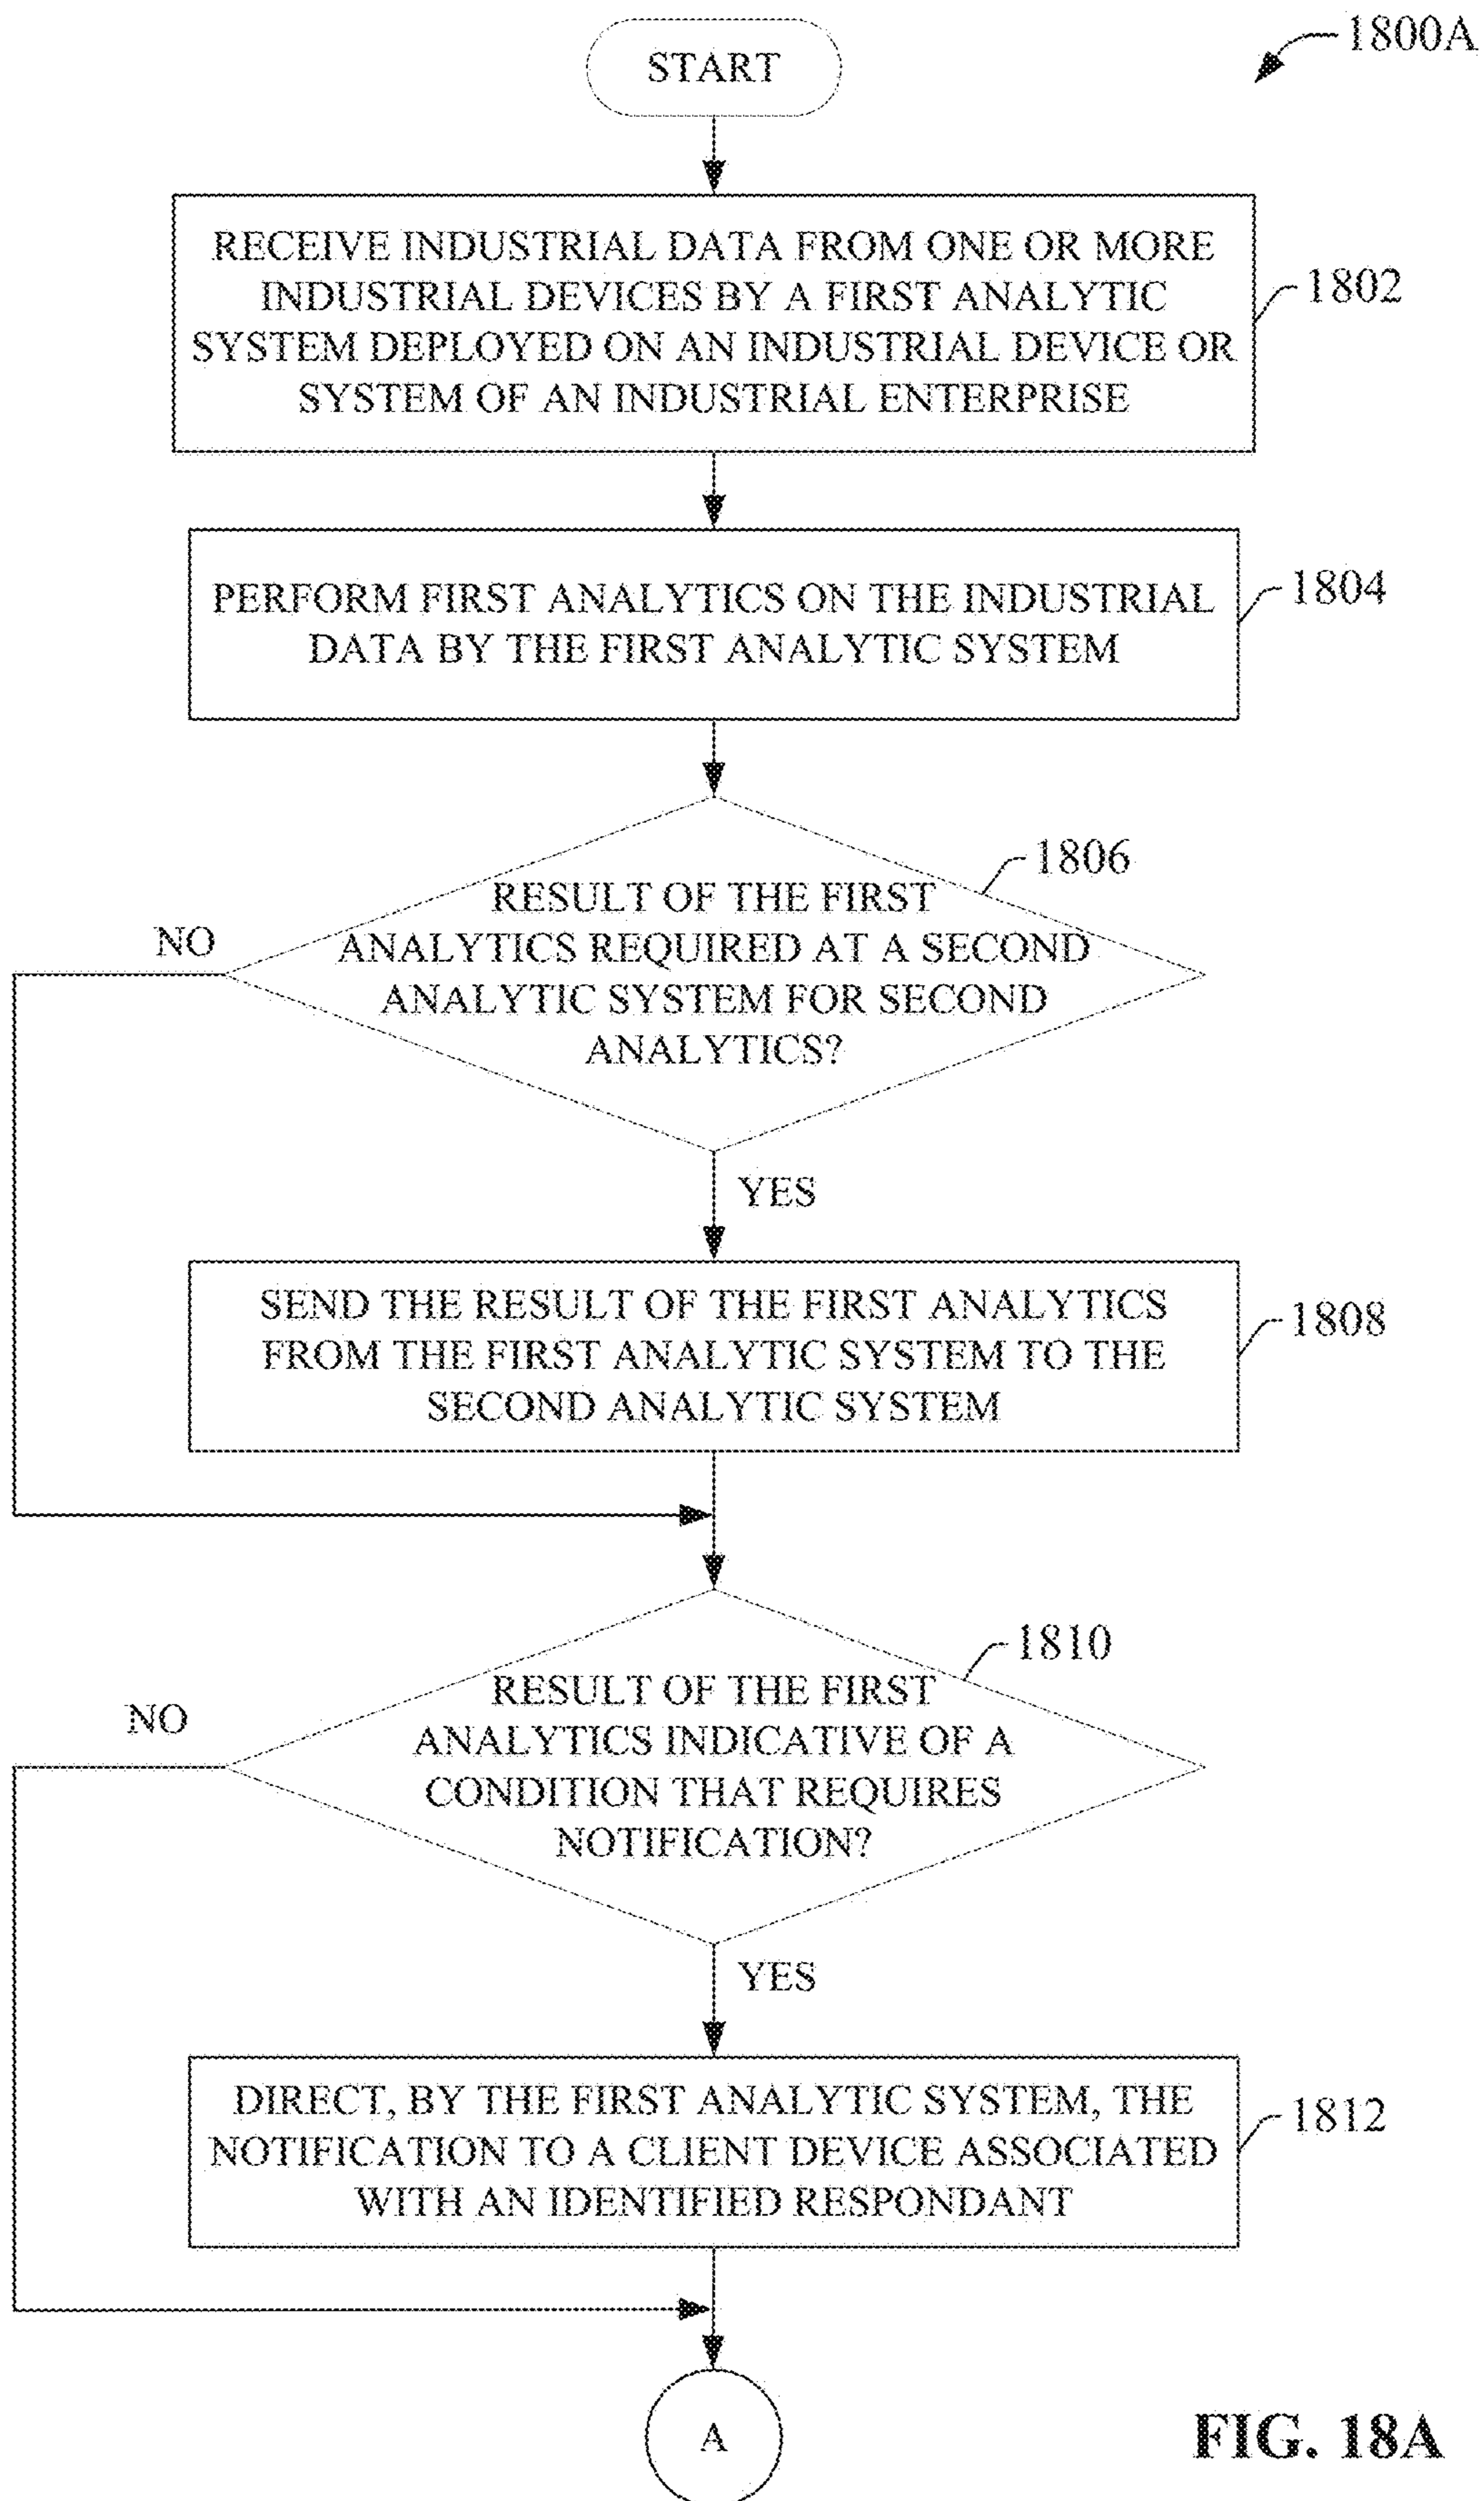 1800A
START
RECEIVE INDUSTRIAL DATA FROM ONE OR MORE
INDUSTRIAL DEVICES BY A FIRST ANALYTIC
SYSTEM DEPLOYED ON AN INDUSTRIAL DEVICE OR
SYSTEM OF AN INDUSTRIAL ENTERPRISE
1802
PERFORM FIRST ANALYTICS ON THE INDUSTRIAL
DATA BY THE FIRST ANALYTIC SYSTEM
1804
1806
RESULT OF THE FIRST
ANALYTICS REQUIRED AT A SECOND
ANALYTIC SYSTEM FOR SECOND
ANALYTICS?
NO
YES
SEND THE RESULT OF THE FIRST ANALYTICS
FROM THE FIRST ANALYTIC SYSTEM TO THE
SECOND ANALYTIC SYSTEM
1808
1810
RESULT OF THE FIRST
ANALYTICS INDICATIVE OF A
CONDITION THAT REQUIRES
NOTIFICATION?
NO
YES
DIRECT, BY THE FIRST ANALYTIC SYSTEM, THE
NOTIFICATION TO A CLIENT DEVICE ASSOCIATED
WITH AN IDENTIFIED RESPONDANT
1812
A
FIG. 18A